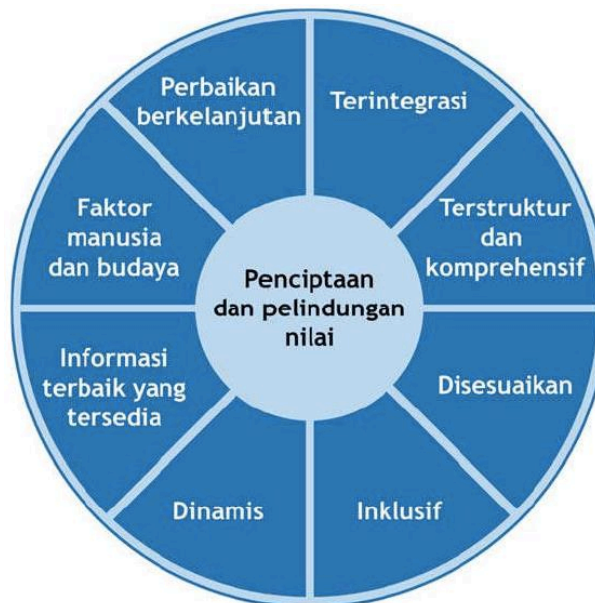 Perbaikan
berkelanjutan
Terintegrasi
Faktor
manusia
dan budaya
Terstruktur
dan
komprehensif
Penciptaan
dan pelindungan
nilai
Informasi
terbaik yang
tersedia
Disesuaikan
Dinamis
Inklusif